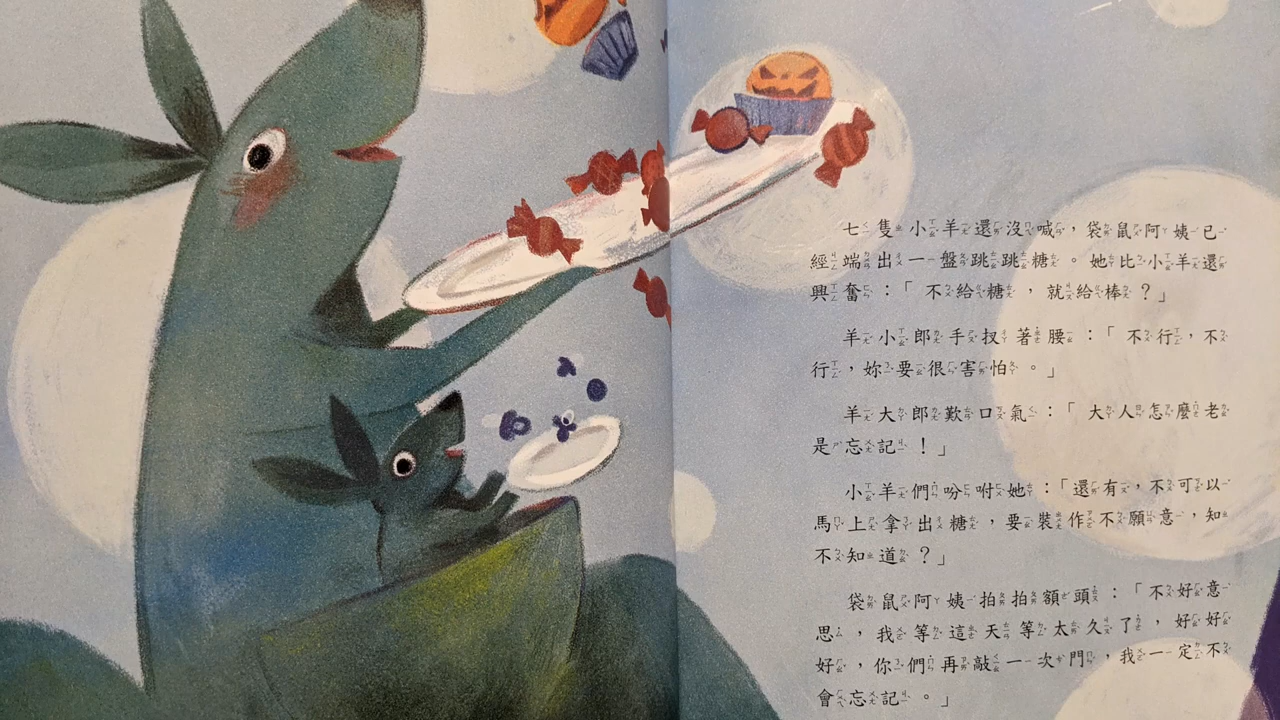 七隻小羊還沒喊，袋鼠阿姨已
經端出一盤跳跳糖。她比小羊還
興奮：「不給糖，就給棒？」
羊小郎手扠著腰：「不行，不
行，妳要很害怕。」
羊大郎歎口氣：「大人怎麼老
是忘記！」
小羊們吩咐她：「還有，不可以
馬上拿出糖，要裝作不願意，知
不知道？」
袋鼠阿姨拍拍額頭：「不好意
思，我等這天等太久了，好好
好，你們再敲一次門，我一定不
會忘記。」